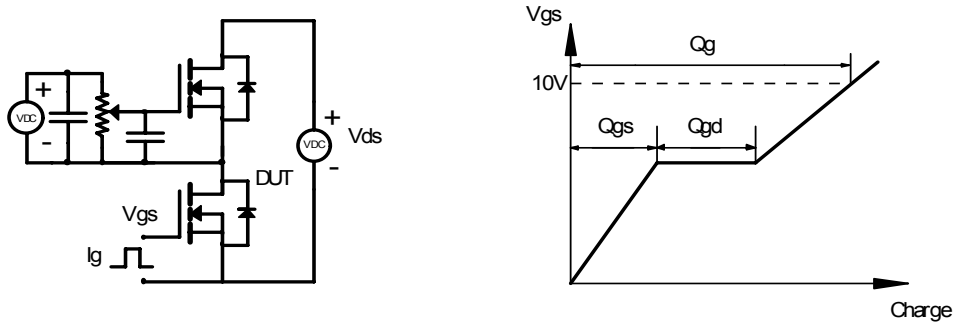 +
VDC
-
+
VDC
-
Vds
DUT
Vgs
Ig
Vgs
Qg
10V
Qgs
Qgd
Charge